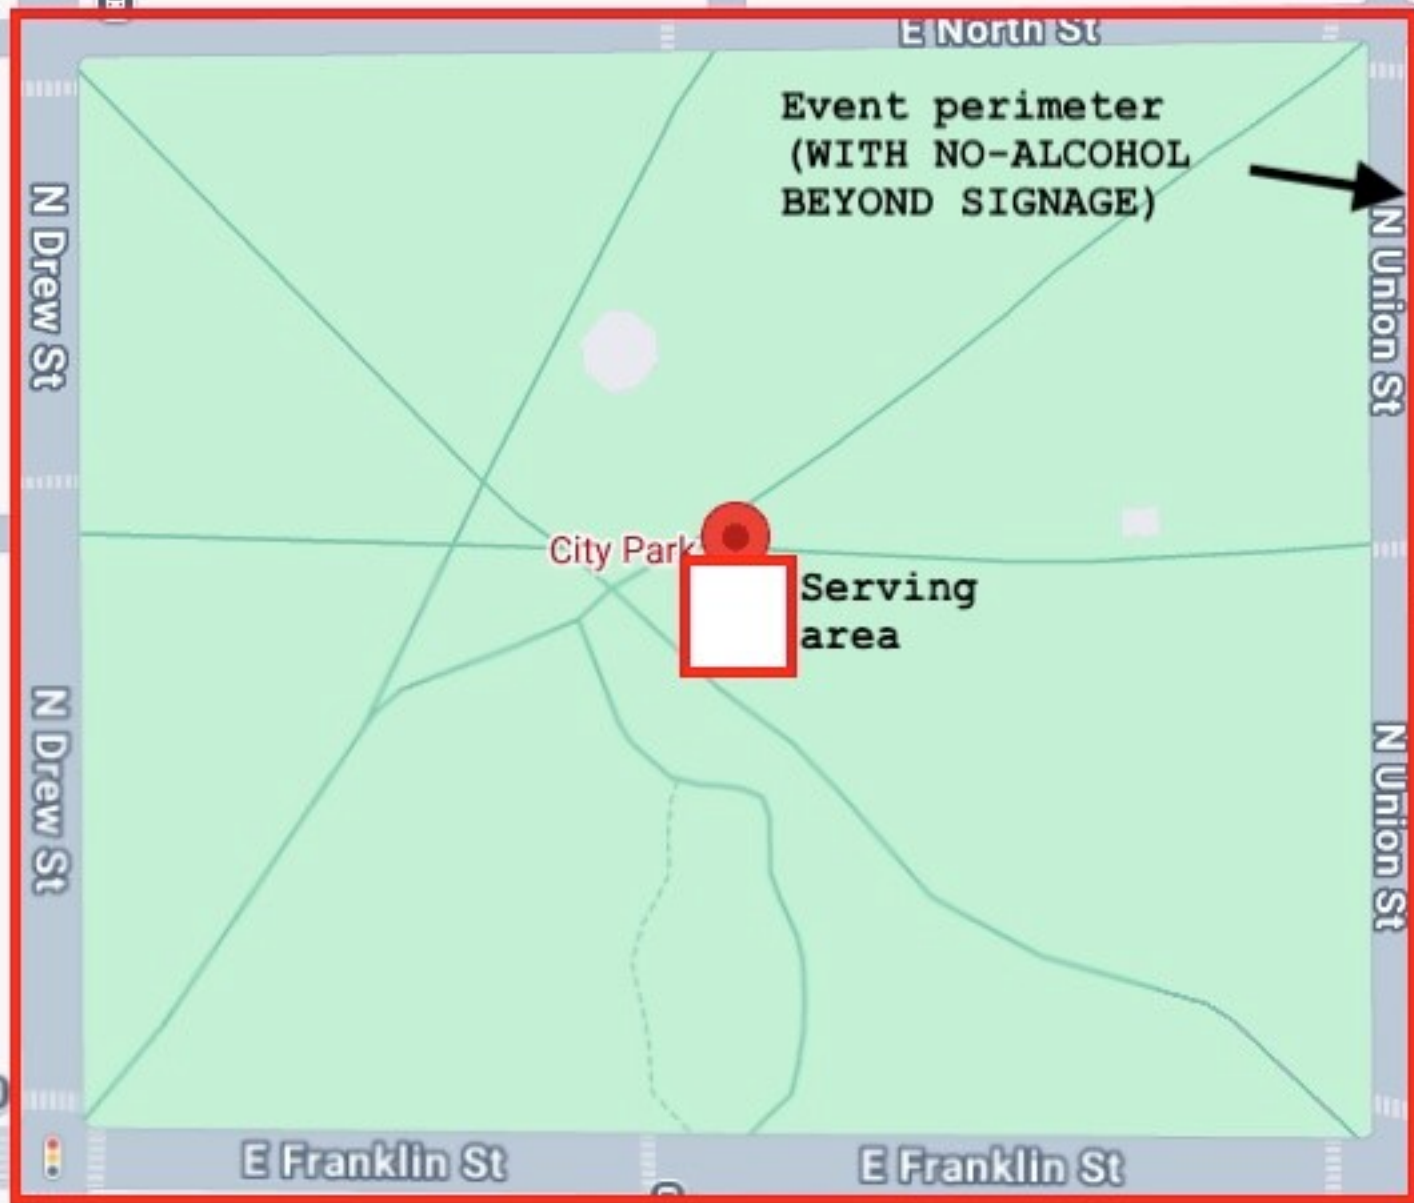 E North St
Event perimeter
(WITH NO-ALCOHOL
BEYOND SIGNAGE)
N Drew St
N Union St
City Park
Serving
area
N Drew St
N Union St
E Franklin St
E Franklin St